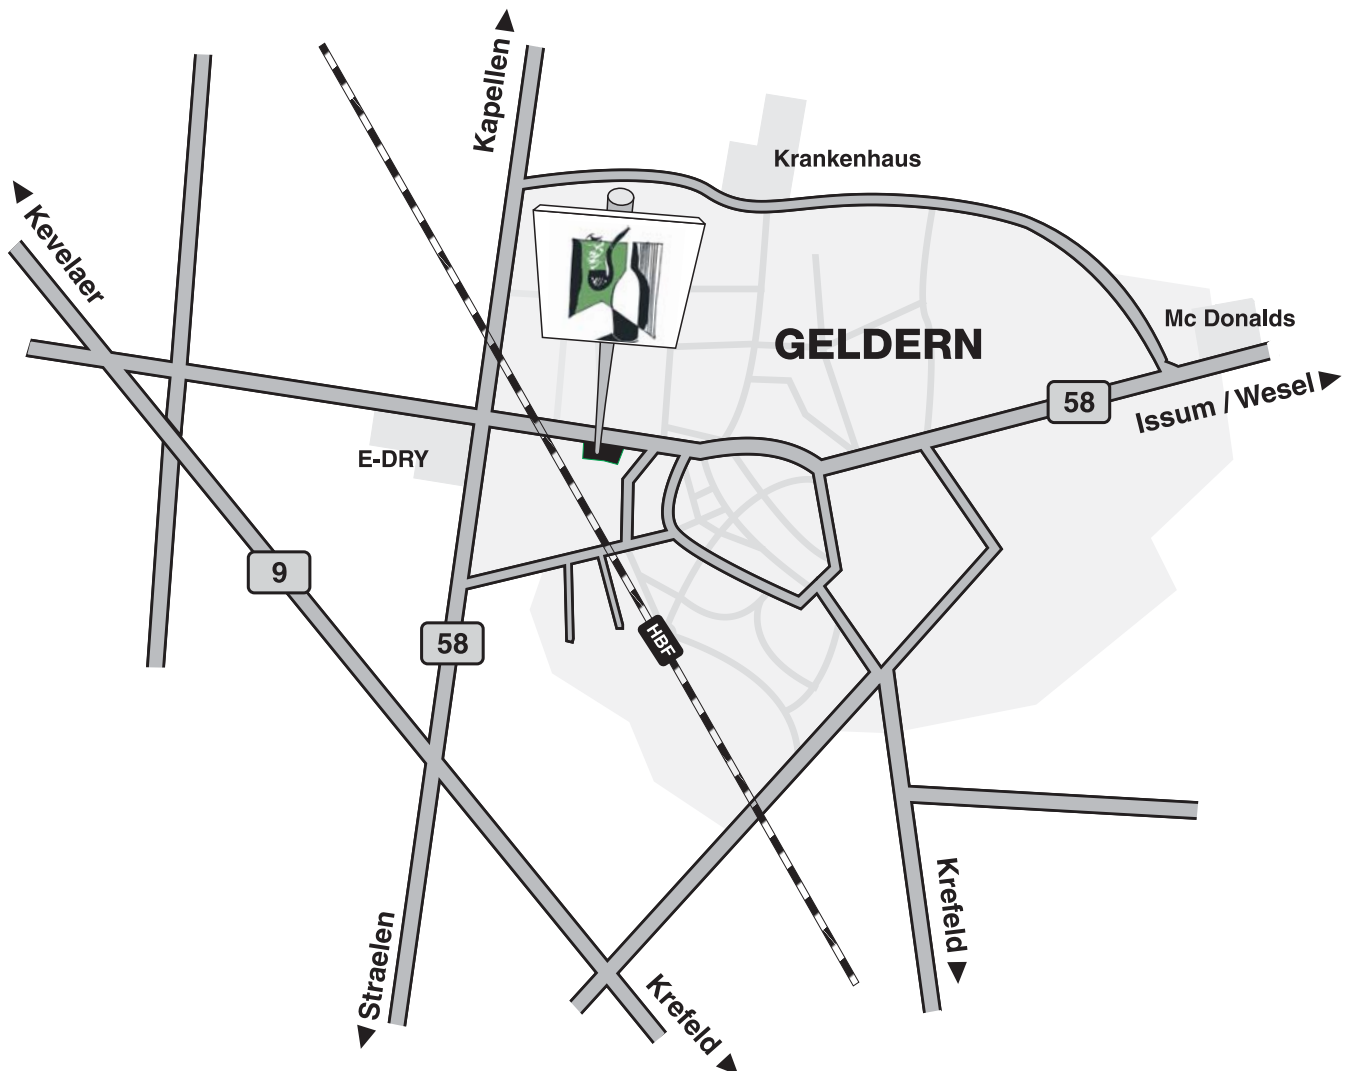 Kapellen
Krankenhaus
Kevelaer
Mc Donalds
GELDERN
58
Issum / Wesel
E-DRY
9
58
HBF
Krefeld
Straelen
Krefeld